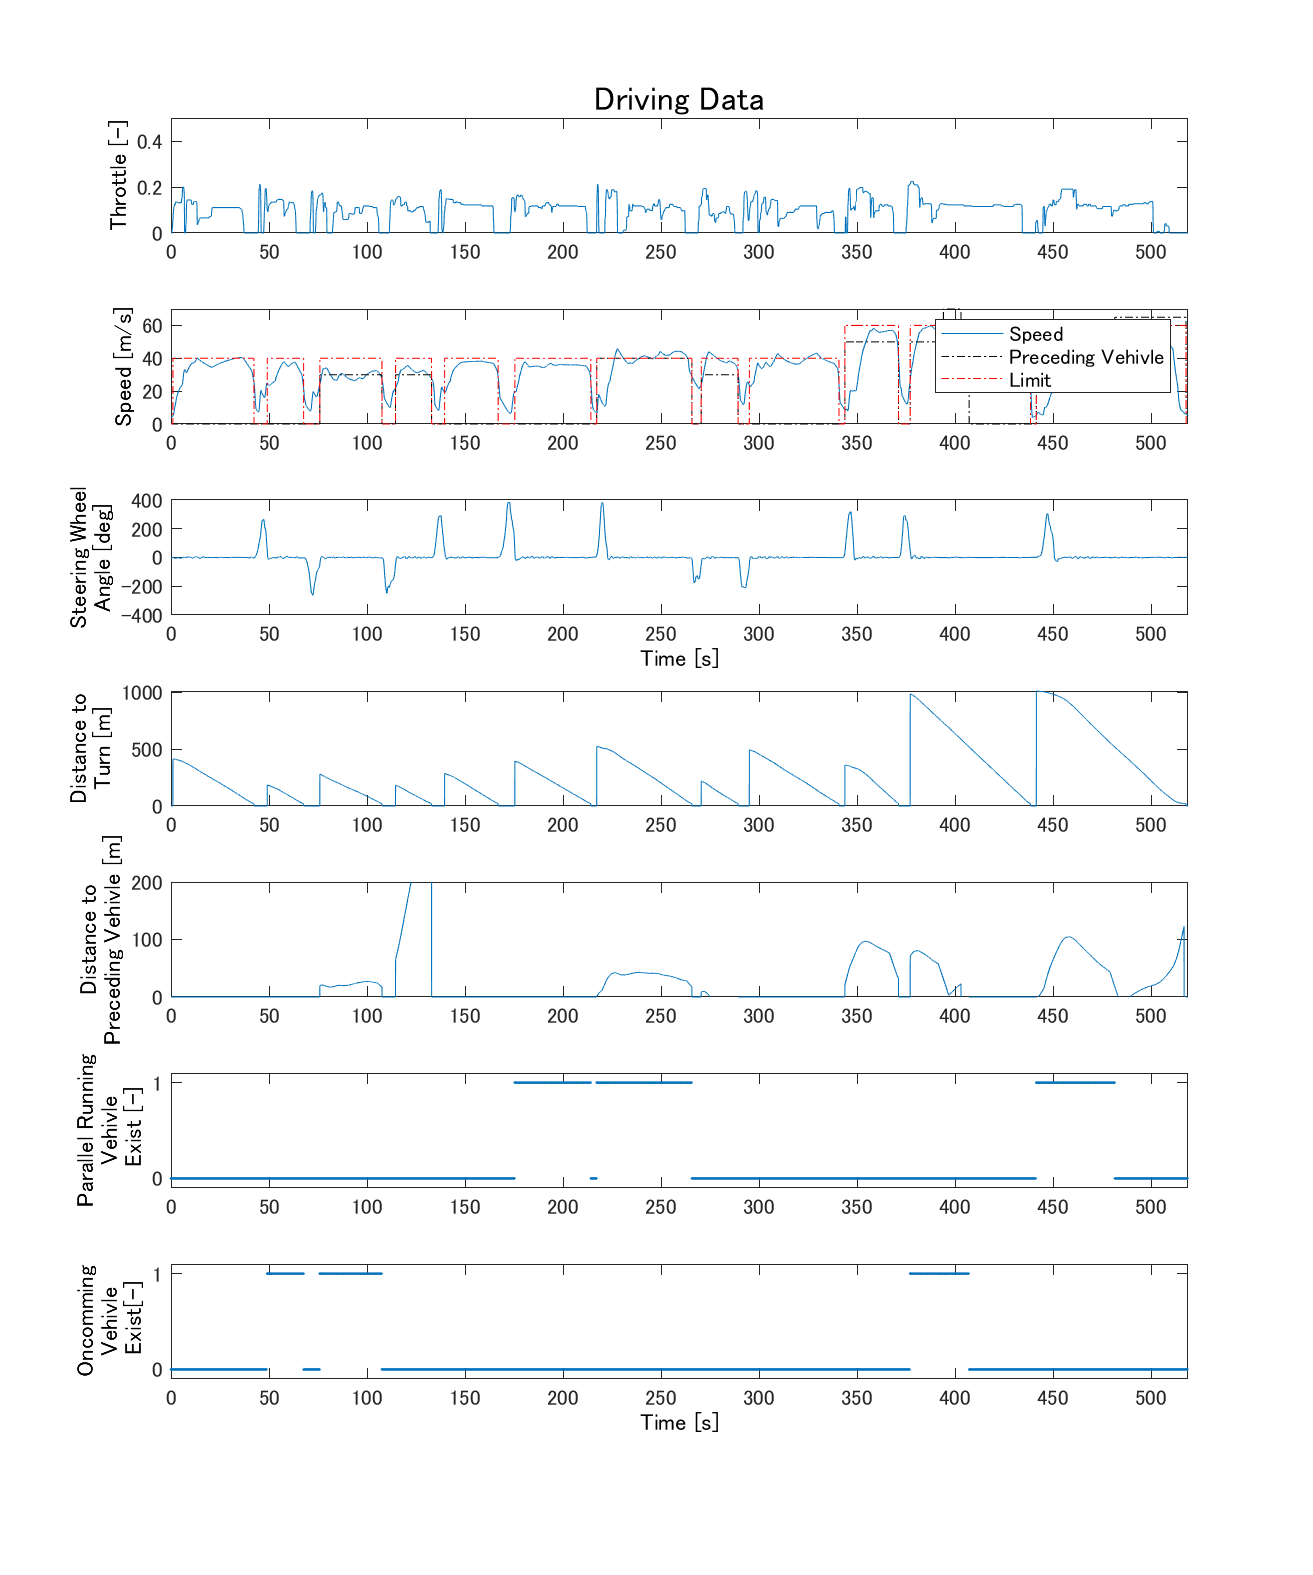 Driving Data
Throttle [-]
0.4
0.2
0
0 50 100 150 200 250 300 350 400 450 500
Speed [m/s]
60
40
20
0
Speed
Preceding Vehivle
Limit
0 50 100 150 200 250 300 350 400 450 500
Steering Wheel
Angle [deg]
400
200
0
-200
-400
0 50 100 150 200 250 300 350 400 450 500
Time [s]
Distance to
Turn [m]
1000
500
0
0 50 100 150 200 250 300 350 400 450 500
Distance to
Preceding Vehivle [m]
200
100
0
0 50 100 150 200 250 300 350 400 450 500
Parallel Running
Vehivle
Exist [-]
1
0
0 50 100 150 200 250 300 350 400 450 500
Oncomming
Vehivle
Exist[-]
1
0
0 50 100 150 200 250 300 350 400 450 500
Time [s]